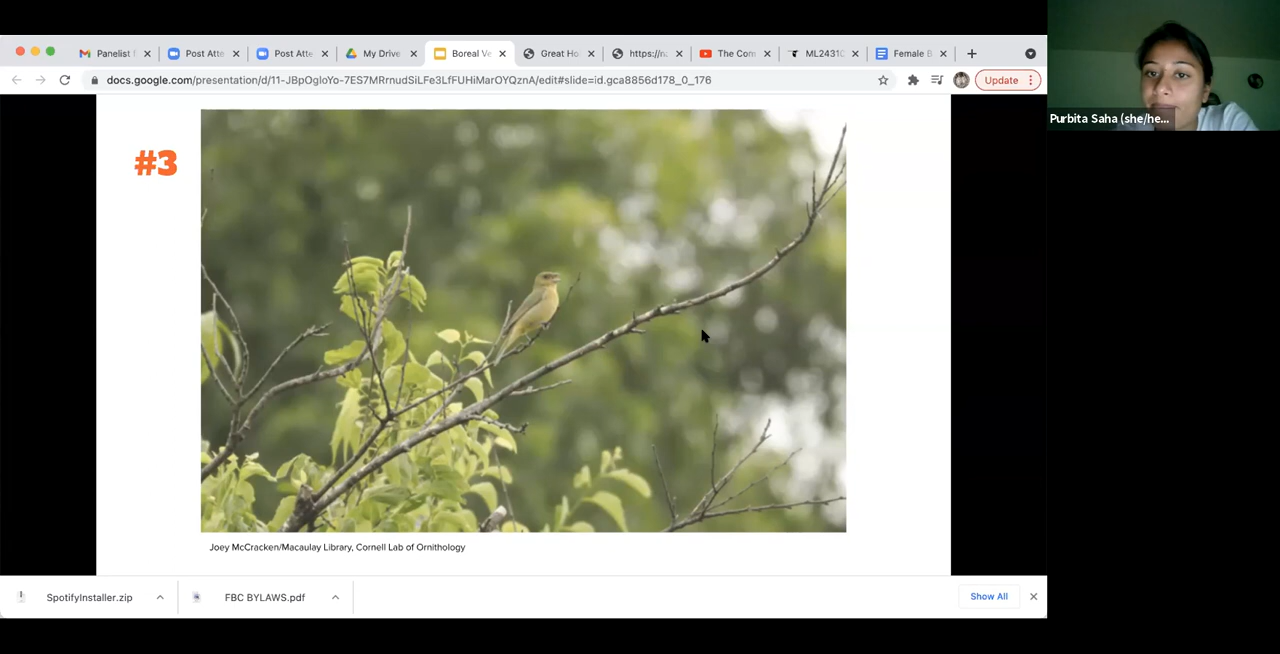 Panelist
Post Atte
Post Atte
My Drive
Boreal Ve
Great Ho
https://n
The Com
ML2431
Female B
docs.google.com/presentation/d/11-JBpOgIoYo-7ES7MRrnudSiLFe3LfFUHiMarOYQznA/edit#slide=id.gca8856d178_0_176
Update
Purbita Saha (she/he...
#3
Joey McCracken/Macaulay Library, Cornell Lab of Ornithology
SpotifyInstaller.zip
FBC BYLAWS.pdf
Show All